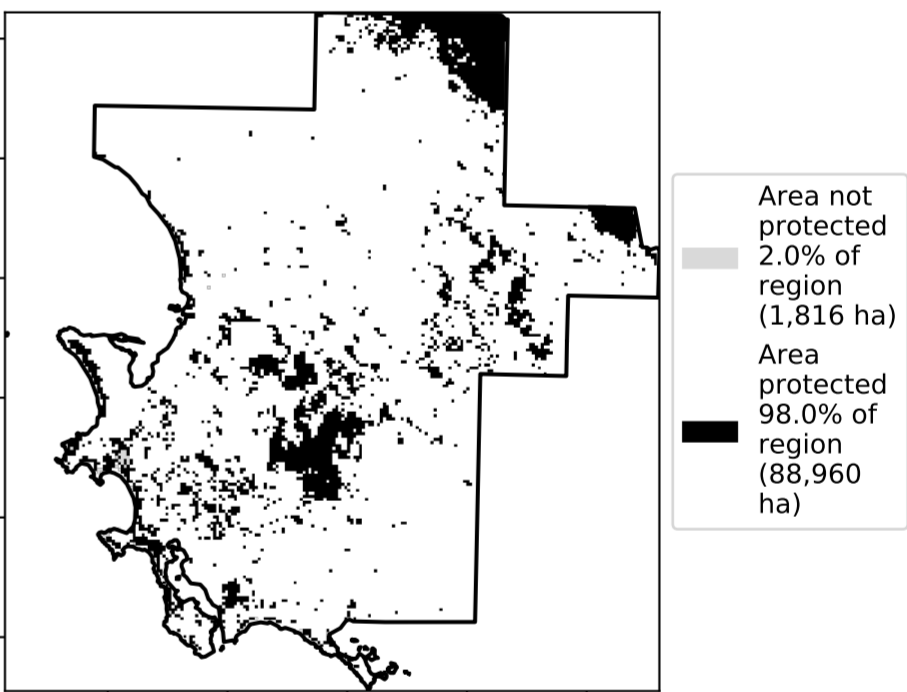 Area not
protected
2.0% of
region
(1,816 ha)
Area
protected
98.0% of
region
(88,960
ha)